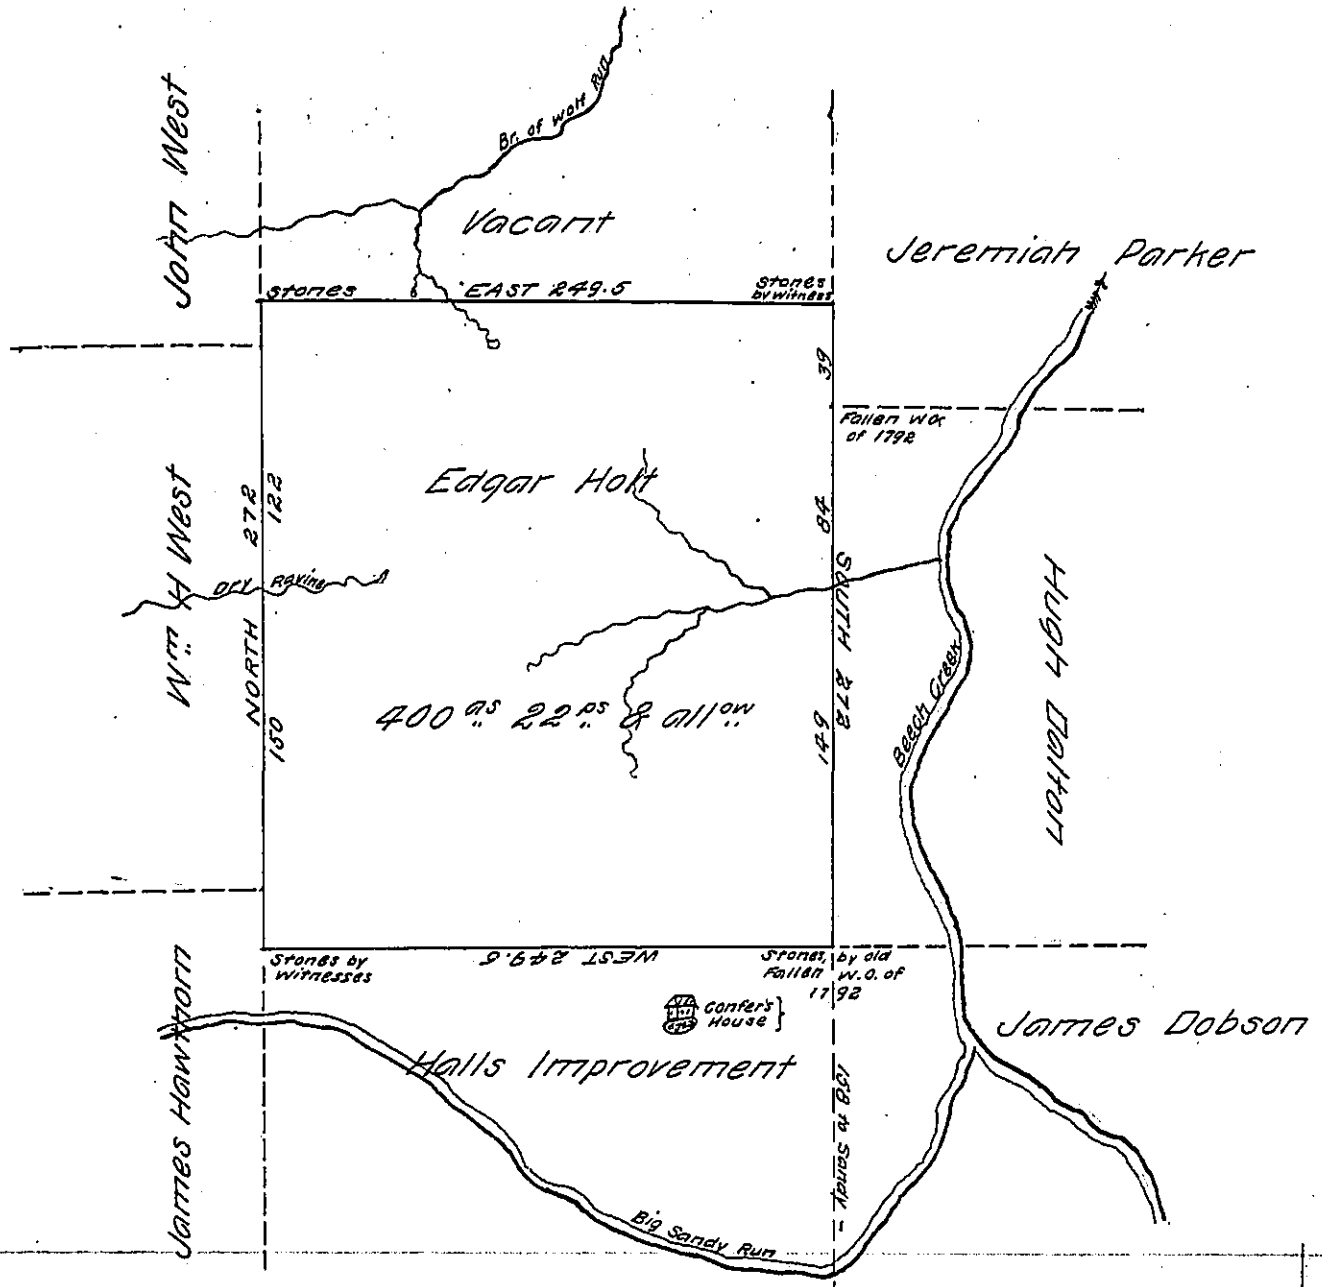 John West
Br. of Wolf Run
Vacant
Jeremiah Parker
Stones
EAST 249.5
Stones
by Witness
39
Fallen W.O.
of 1792
Edgar Holt
Wm H West
NORTH 272
122
84
Dry Ravine
SOUTH 272
Hugh Dalton
Beech Creek
400 as 22 ps & allow
150
149
Stones by
Witnesses
WEST 249.5
Stones, by old
Fallen W.O. of
1792
Confer's
House
James Dobson
Halls Improvement
James Hawthorn
158 to Sandy
Big Sandy Run